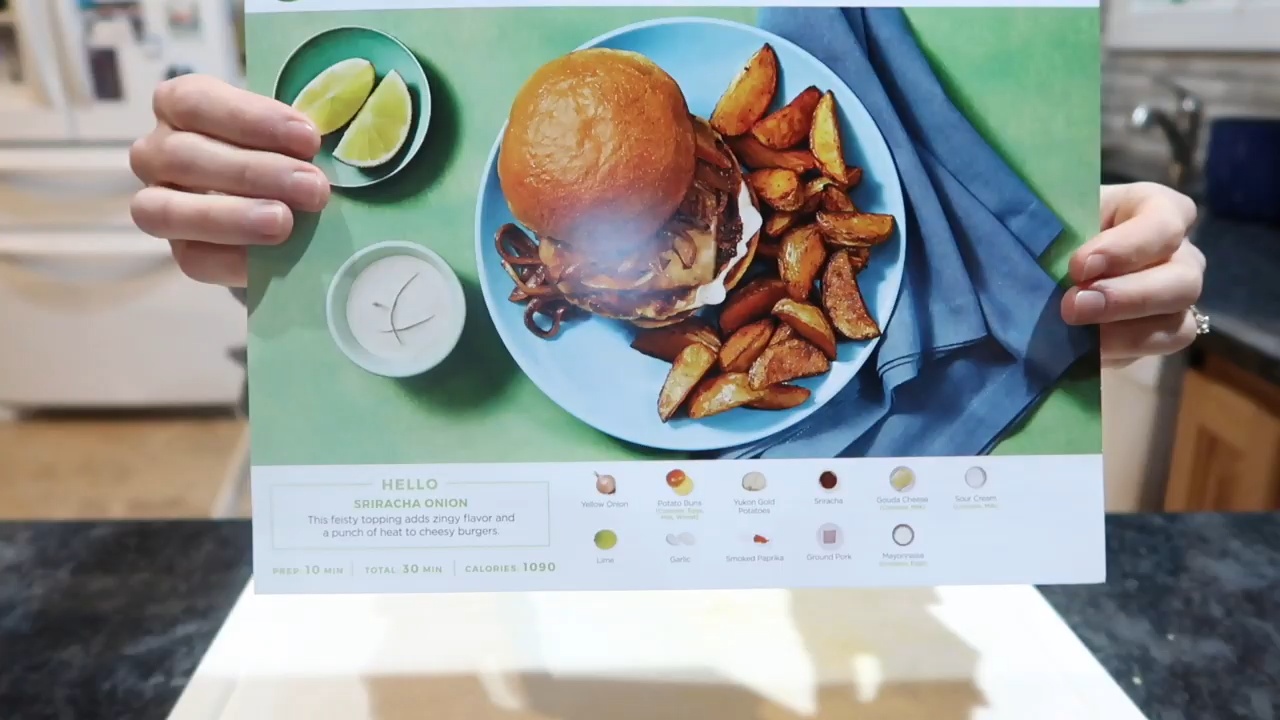 HELLO
SRIRACHA ONION
This feisty topping adds zingy flavor and
a punch of heat to cheesy burgers.
PREP: 10 MIN
TOTAL: 30 MIN
CALORIES: 1090
Yellow Onion
Potato Buns
Yukon Gold
Potatoes
Sriracha
Gouda Cheese
Sour Cream
Lime
Garlic
Smoked Paprika
Ground Pork
Mayonnaise